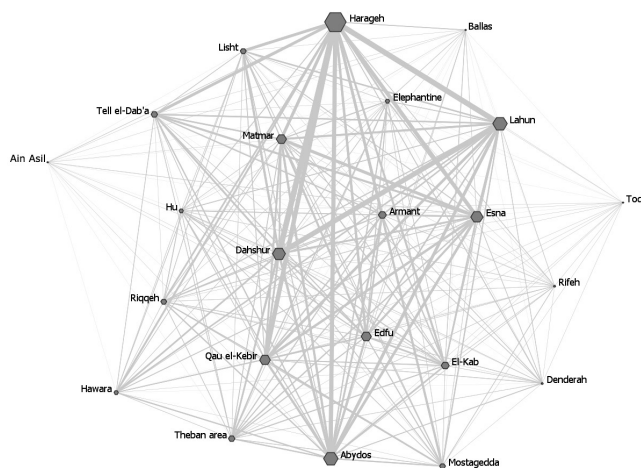 Harageh
Ballas
Lisht
Elephantine
Tell el-Dab'a
Lahun
Matmar
Ain Asil
Tod
Hu
Armant
Esna
Dahshur
Rifeh
Riqqeh
Edfu
Qau el-Kebir
El-Kab
Hawara
Denderah
Theban area
Abydos
Mostagedda